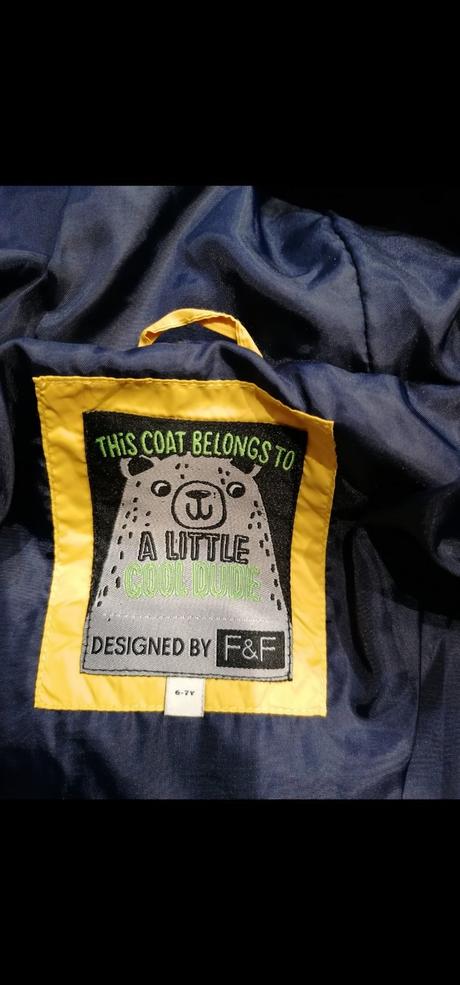 THiS COAT BELONGS TO
A LITTLE
COOL DUDE
DESIGNED BY F&F
6-7Y